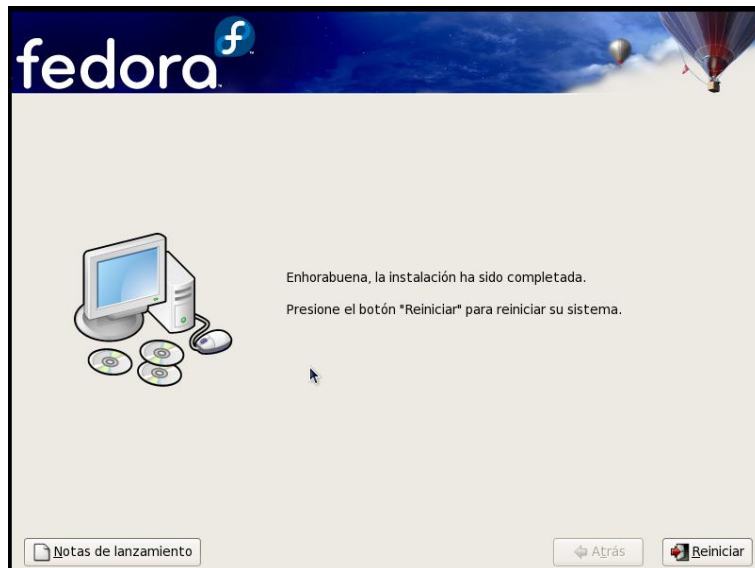 fedora
Enhorabuena, la instalación ha sido completada.
Presione el botón "Reiniciar" para reiniciar su sistema.
Notas de lanzamiento
Atrás
Reiniciar